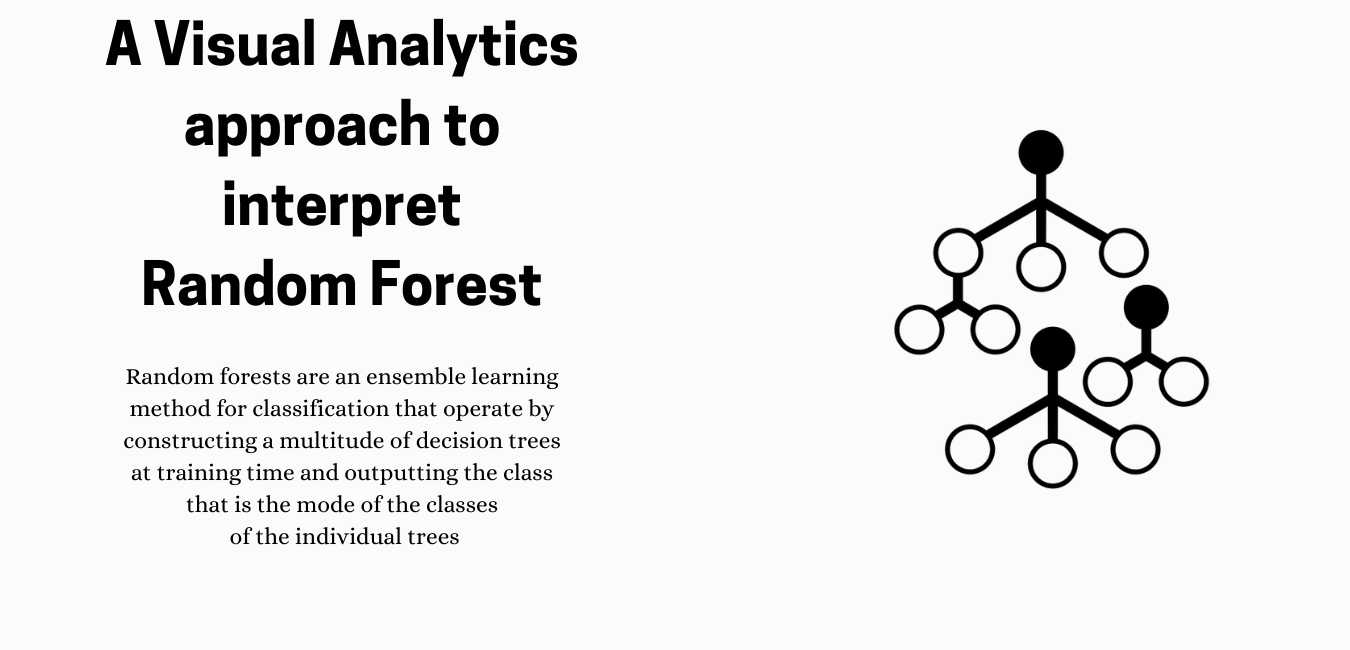 A Visual Analytics
approach to
interpret
Random Forest
Random forests are an ensemble learning
method for classification that operate by
constructing a multitude of decision trees
at training time and outputting the class
that is the mode of the classes
of the individual trees